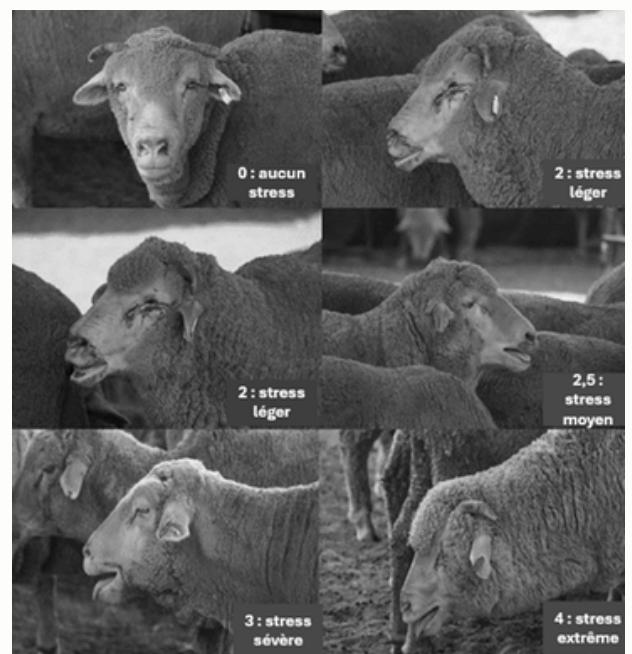 0 : aucun
stress
2 : stress
léger
2 : stress
léger
2,5 :
stress
moyen
3 : stress
sévère
4 : stress
extrême